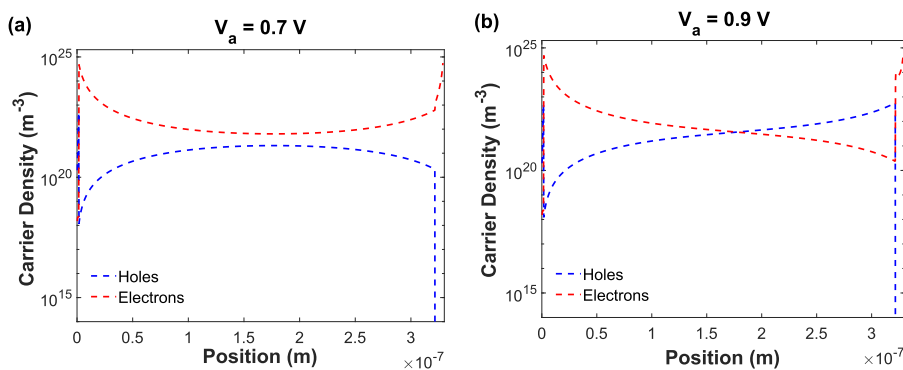 (a)
V_a = 0.7 V
Carrier Density (m^-3)
10^25
10^20
10^15
Holes
Electrons
0 0.5 1 1.5 2 2.5 3
Position (m)
×10^-7
(b)
V_a = 0.9 V
Carrier Density (m^-3)
10^25
10^20
10^15
Holes
Electrons
0 0.5 1 1.5 2 2.5 3
Position (m)
×10^-7